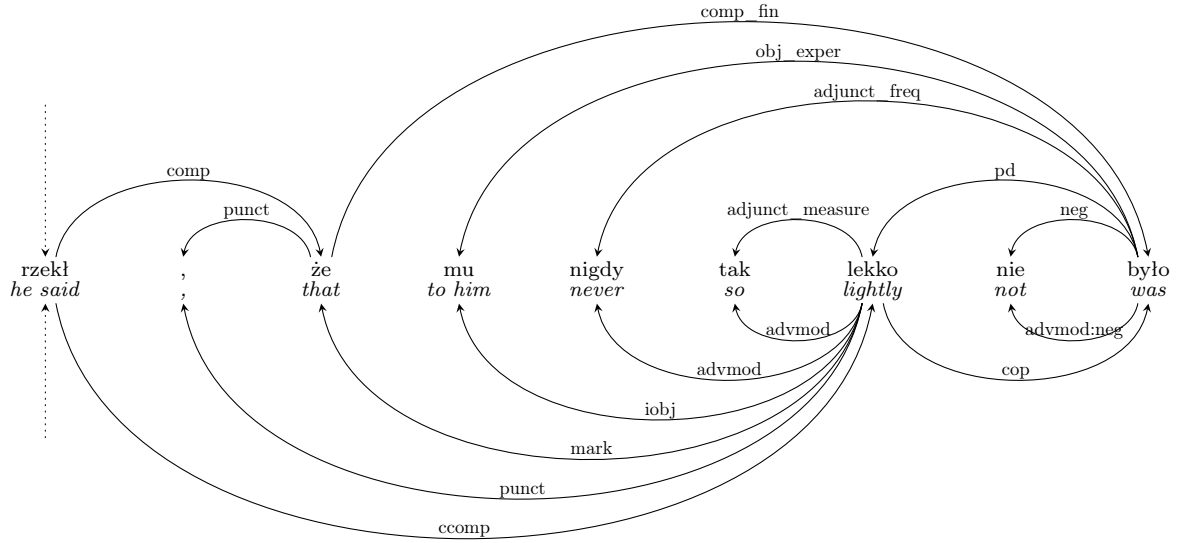 comp_fin
obj_exper
adjunct_freq
comp
pd
punct
adjunct_measure
neg
rzekł , że mu nigdy tak lekko nie było
he said , that to him never so lightly not was
advmod
advmod:neg
advmod
cop
iobj
mark
punct
ccomp